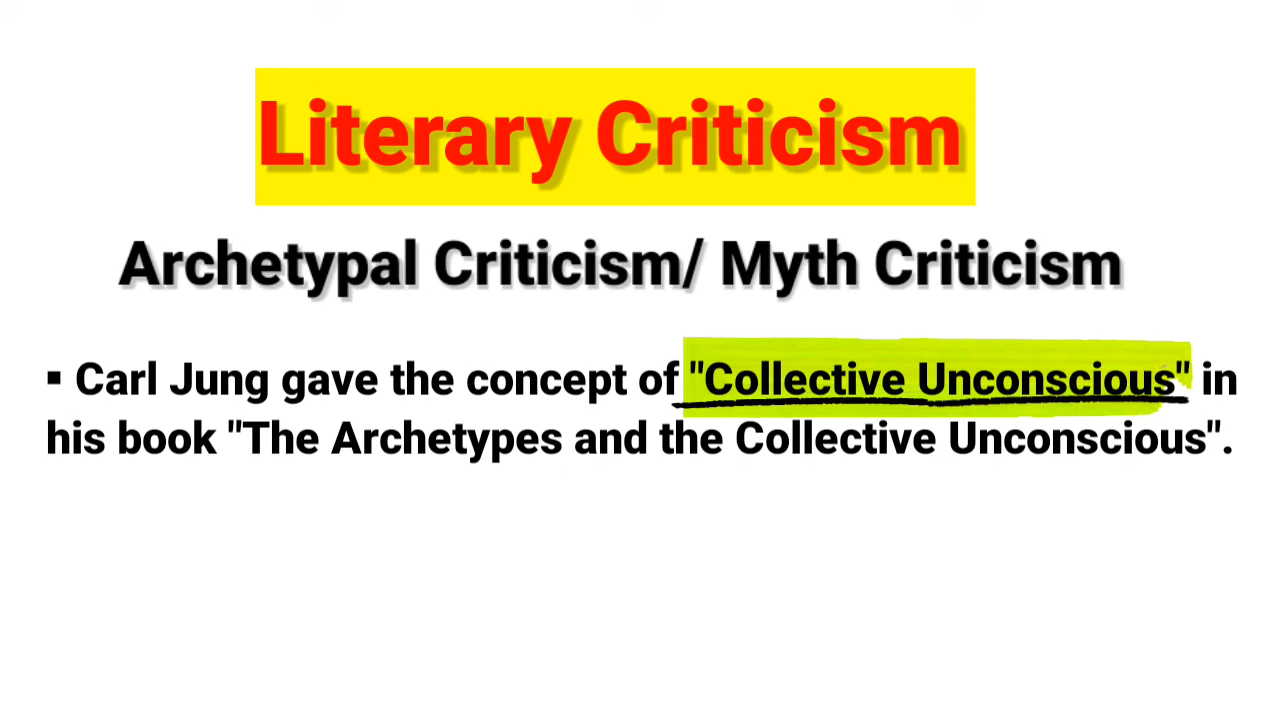 Literary Criticism
Archetypal Criticism/ Myth Criticism
▪ Carl Jung gave the concept of "Collective Unconscious" in
his book "The Archetypes and the Collective Unconscious".